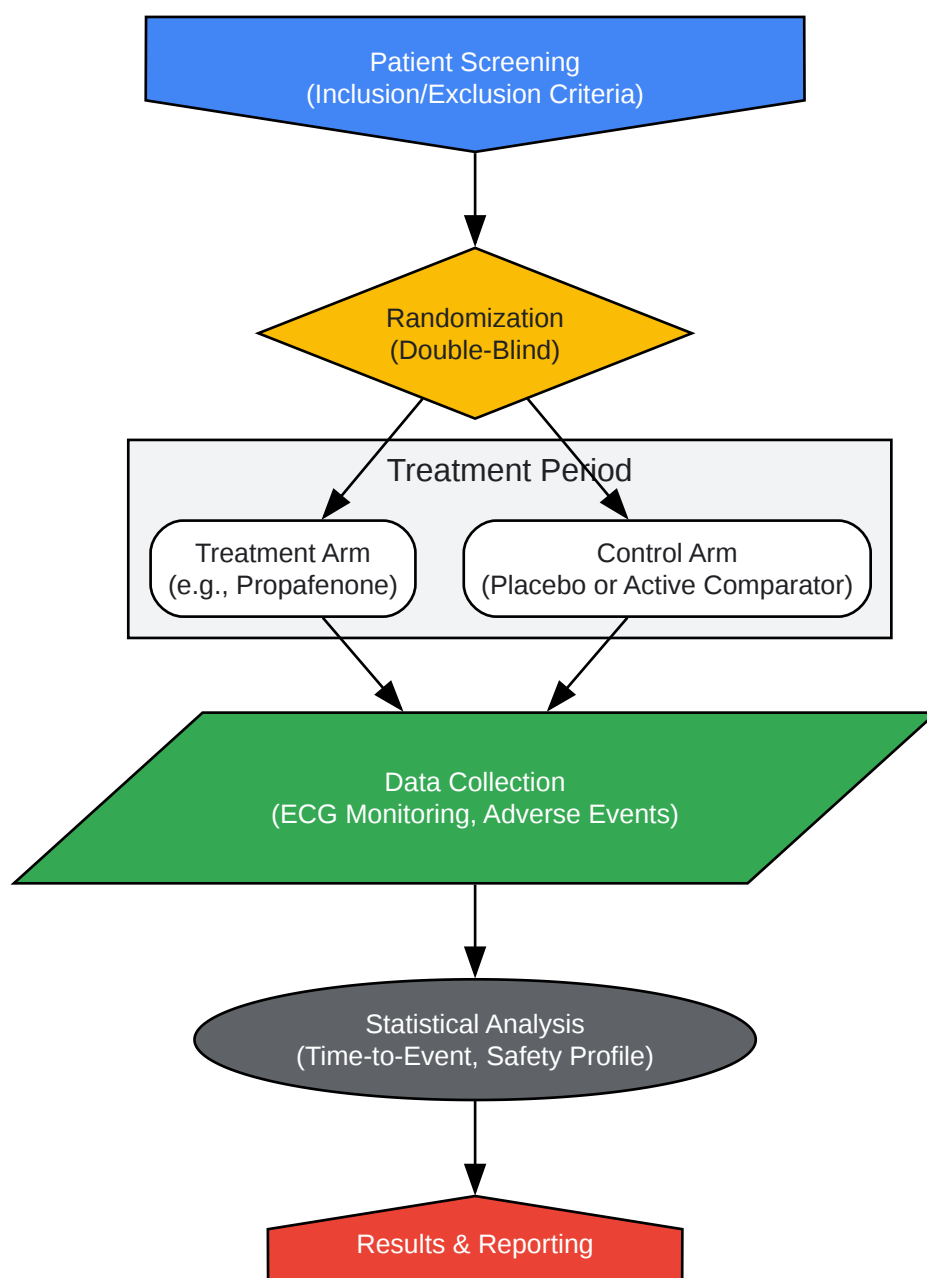 Patient Screening
(Inclusion/Exclusion Criteria)
Randomization
(Double-Blind)
Treatment Period
Treatment Arm
(e.g., Propafenone)
Control Arm
(Placebo or Active Comparator)
Data Collection
(ECG Monitoring, Adverse Events)
Statistical Analysis
(Time-to-Event, Safety Profile)
Results & Reporting